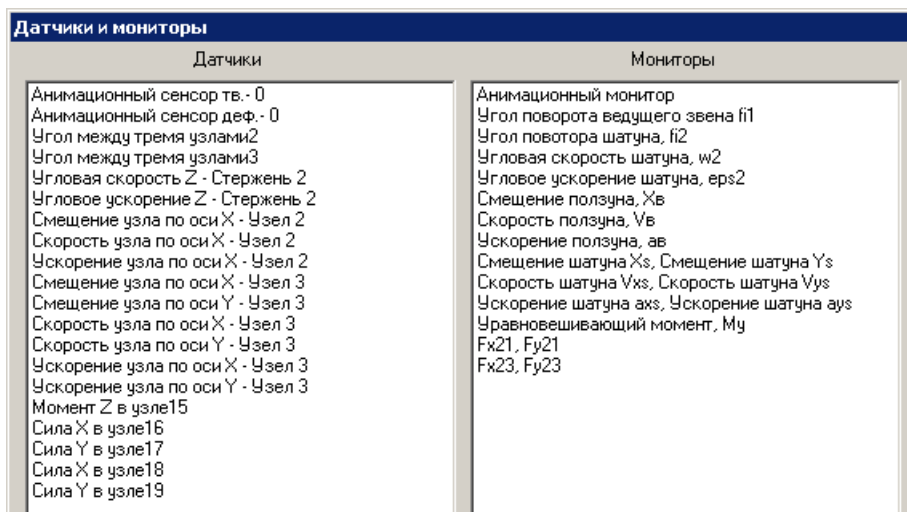 Датчики и мониторы
Датчики
Анимационный сенсор тв.- 0
Анимационный сенсор деф.- 0
Угол между тремя узлами2
Угол между тремя узлами3
Угловая скорость Z - Стержень 2
Угловое ускорение Z - Стержень 2
Смещение узла по оси X - Узел 2
Скорость узла по оси X - Узел 2
Ускорение узла по оси X - Узел 2
Смещение узла по оси X - Узел 3
Смещение узла по оси Y - Узел 3
Скорость узла по оси X - Узел 3
Скорость узла по оси Y - Узел 3
Ускорение узла по оси X - Узел 3
Ускорение узла по оси Y - Узел 3
Момент Z в узле15
Сила X в узле16
Сила Y в узле17
Сила X в узле18
Сила Y в узле19
Мониторы
Анимационный монитор
Угол поворота ведущего звена fi1
Угол повотора шатуна, fi2
Угловая скорость шатуна, w2
Угловое ускорение шатуна, eps2
Смещение ползуна, Xв
Скорость ползуна, Vв
Ускорение ползуна, ав
Смещение шатуна Xs, Смещение шатуна Ys
Скорость шатуна Vxs, Скорость шатуна Vys
Ускорение шатуна axs, Ускорение шатуна ays
Уравновешивающий момент, My
Fx21, Fy21
Fx23, Fy23